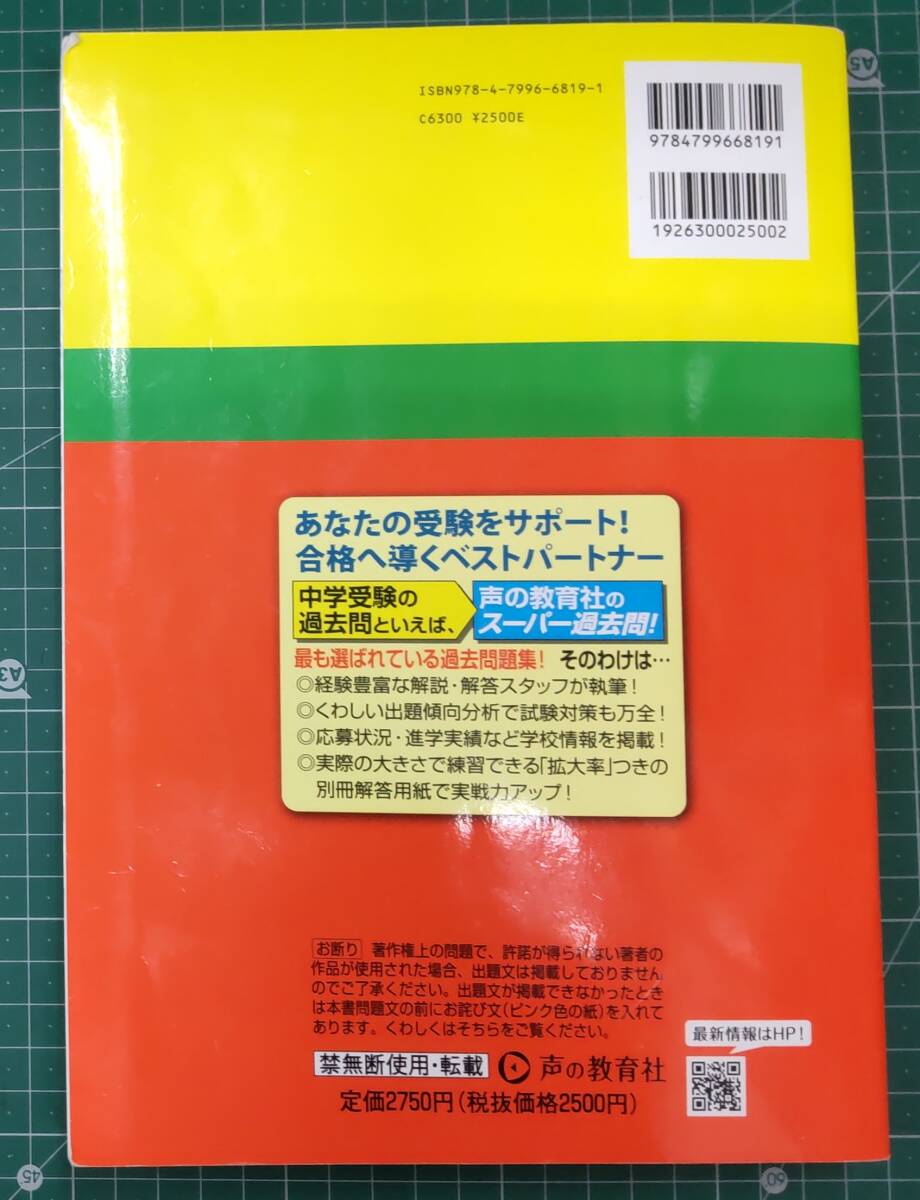 A5
ISBN978-4-7996-6819-1
C6300 ¥2500E
9784799668191
1926300025002
あなたの受験をサポート!
合格へ導くベストパートナー
中学受験の
過去問といえば、
声の教育社の
スーパー過去問!
最も選ばれている過去問題集! そのわけは…
◎経験豊富な解説・解答スタッフが執筆!
◎くわしい出題傾向分析で試験対策も万全!
◎応募状況・進学実績など学校情報を掲載!
◎実際の大きさで練習できる「拡大率」つきの
別冊解答用紙で実戦力アップ!
A3
お断り 著作権上の問題で、許諾が得られない著者の
作品が使用された場合、出題文は掲載しておりません
のでご了承ください。出題文が掲載できなかったときは
は本書問題文の前にお詫び文(ピンク色の紙)を入れて
あります。くわしくはそちらをご覧ください。
最新情報はHP!
禁無断使用・転載 声の教育社
定価2750円(税抜価格2500円)
45
60